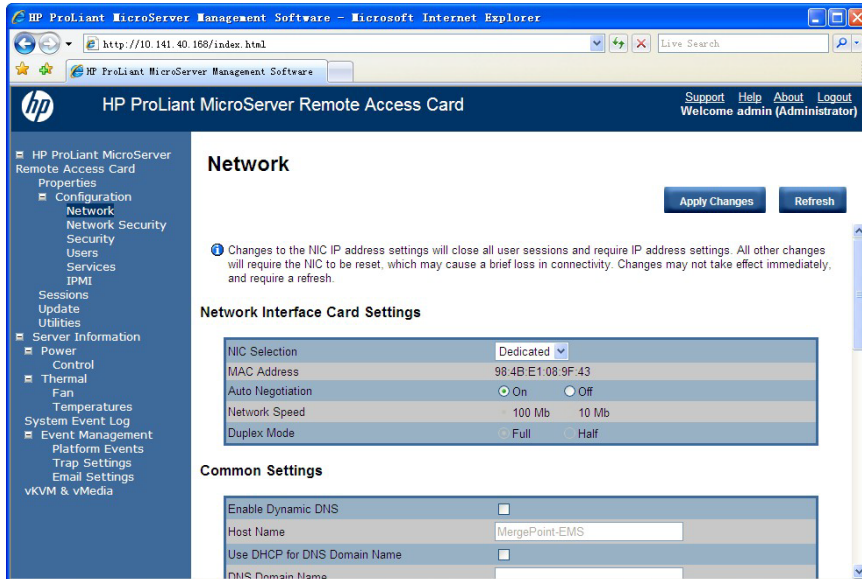 HP ProLiant MicroServer Management Software - Microsoft Internet Explorer
http://10.141.40.168/index.html
Live Search
HP ProLiant MicroServer Management Software
hp
HP ProLiant MicroServer Remote Access Card
Support Help About Logout
Welcome admin (Administrator)
HP ProLiant MicroServer
Remote Access Card
Properties
Configuration
Network
Network Security
Security
Users
Services
IPMI
Sessions
Update
Utilities
Server Information
Power
Control
Thermal
Fan
Temperatures
System Event Log
Event Management
Platform Events
Trap Settings
Email Settings
vKVM & vMedia
Network
Apply Changes
Refresh
Changes to the NIC IP address settings will close all user sessions and require IP address settings. All other changes
will require the NIC to be reset, which may cause a brief loss in connectivity. Changes may not take effect immediately,
and require a refresh.
Network Interface Card Settings
NIC Selection Dedicated
MAC Address 98:4B:E1:08:9F:43
Auto Negotiation On Off
Network Speed 100 Mb 10 Mb
Duplex Mode Full Half
Common Settings
Enable Dynamic DNS
Host Name MergePoint-EMS
Use DHCP for DNS Domain Name
DNS Domain Name